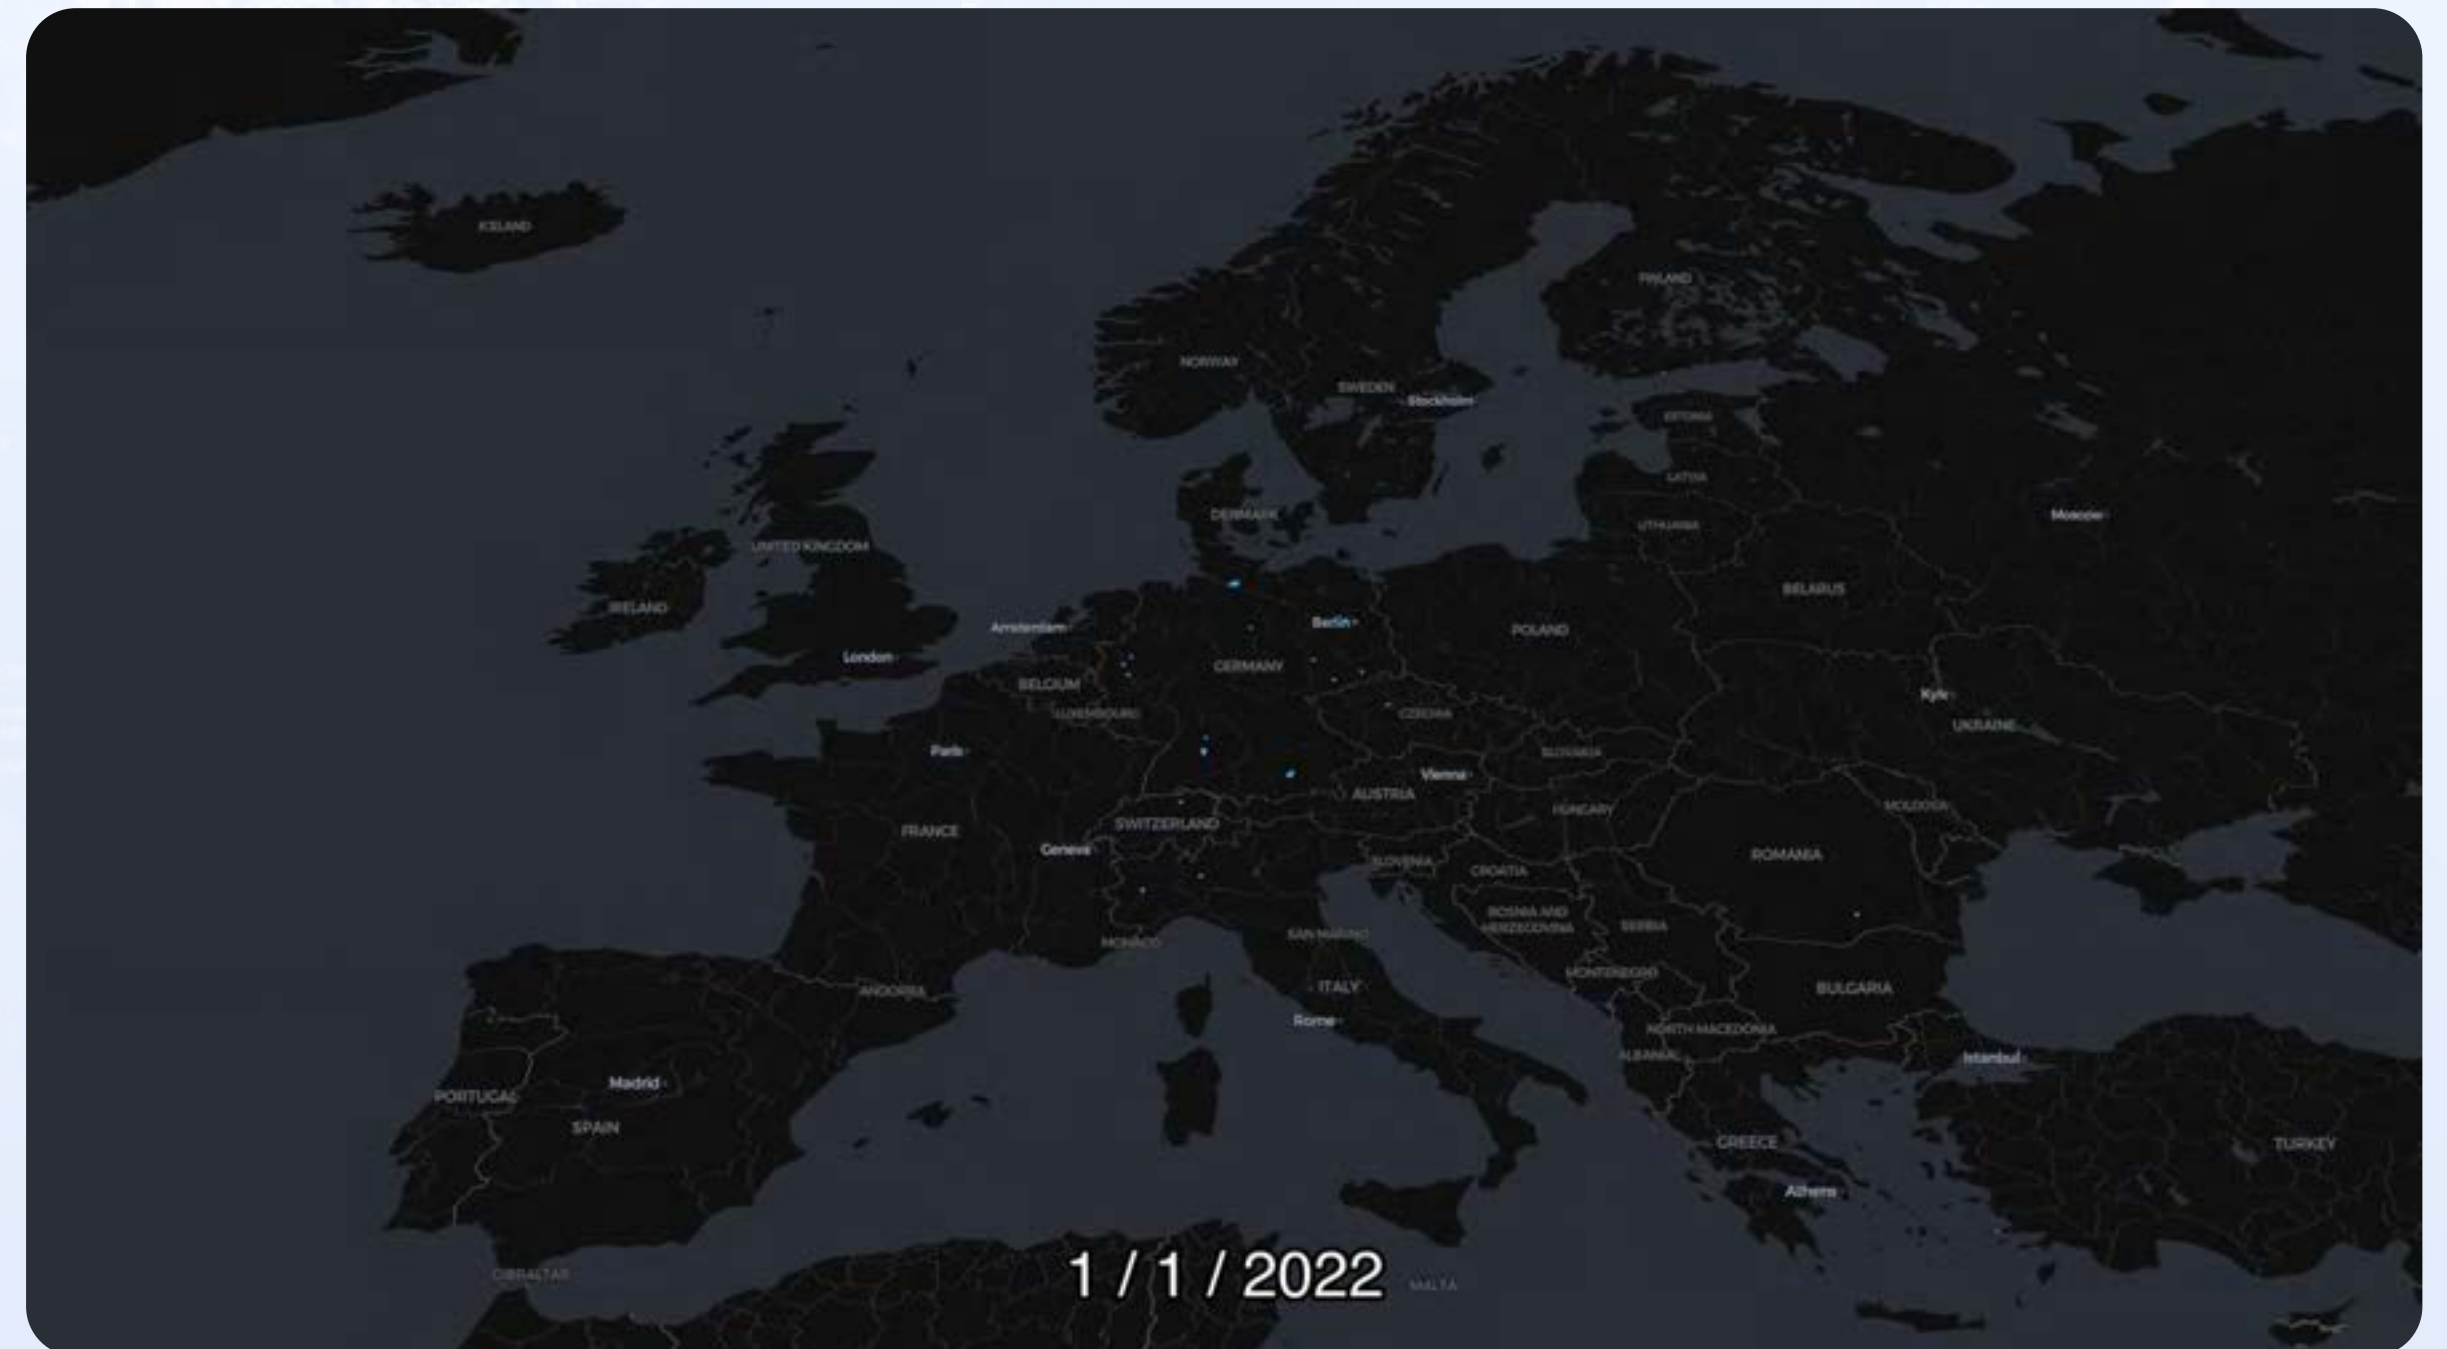 ICELAND
FINLAND
NORWAY
SWEDEN
Stockholm
ESTONIA
LATVIA
DENMARK
Moscow
LITHUANIA
UNITED KINGDOM
BELARUS
IRELAND
Amsterdam
Berlin
POLAND
London
GERMANY
BELGIUM
Kyiv
LUXEMBOURG
CZECHIA
UKRAINE
Paris
SLOVAKIA
Vienna
AUSTRIA
HUNGARY
MOLDOVA
FRANCE
SWITZERLAND
Geneva
ROMANIA
SLOVENIA
CROATIA
BOSNIA AND
HERZEGOVINA
SERBIA
MONACO
SAN MARINO
MONTENEGRO
ANDORRA
ITALY
BULGARIA
Rome
NORTH MACEDONIA
ALBANIA
Istanbul
Madrid
PORTUGAL
SPAIN
GREECE
TURKEY
Athens
GIBRALTAR
1 / 1 / 2022
MALTA